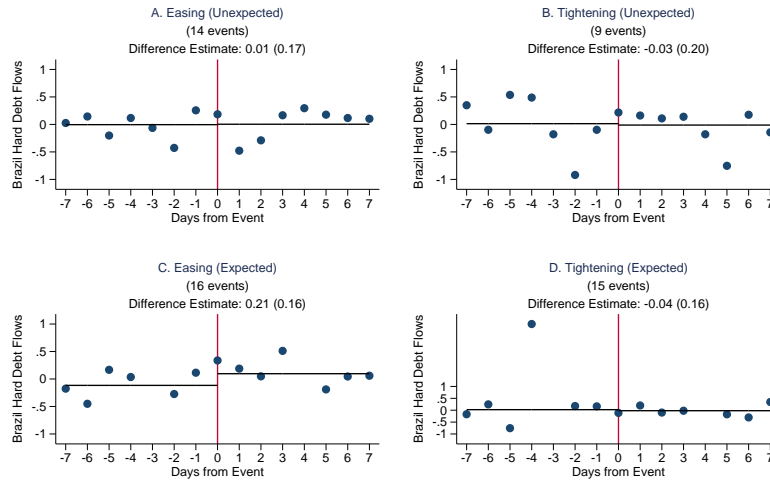 A. Easing (Unexpected)
(14 events)
Difference Estimate: 0.01 (0.17)
Brazil Hard Debt Flows
1
.5
0
-.5
-1
-7 -6 -5 -4 -3 -2 -1 0 1 2 3 4 5 6 7
Days from Event
B. Tightening (Unexpected)
(9 events)
Difference Estimate: -0.03 (0.20)
Brazil Hard Debt Flows
1
.5
0
-.5
-1
-7 -6 -5 -4 -3 -2 -1 0 1 2 3 4 5 6 7
Days from Event
C. Easing (Expected)
(16 events)
Difference Estimate: 0.21 (0.16)
Brazil Hard Debt Flows
1
.5
0
-.5
-1
-7 -6 -5 -4 -3 -2 -1 0 1 2 3 4 5 6 7
Days from Event
D. Tightening (Expected)
(15 events)
Difference Estimate: -0.04 (0.16)
Brazil Hard Debt Flows
1
.5
0
-.5
-1
-7 -6 -5 -4 -3 -2 -1 0 1 2 3 4 5 6 7
Days from Event